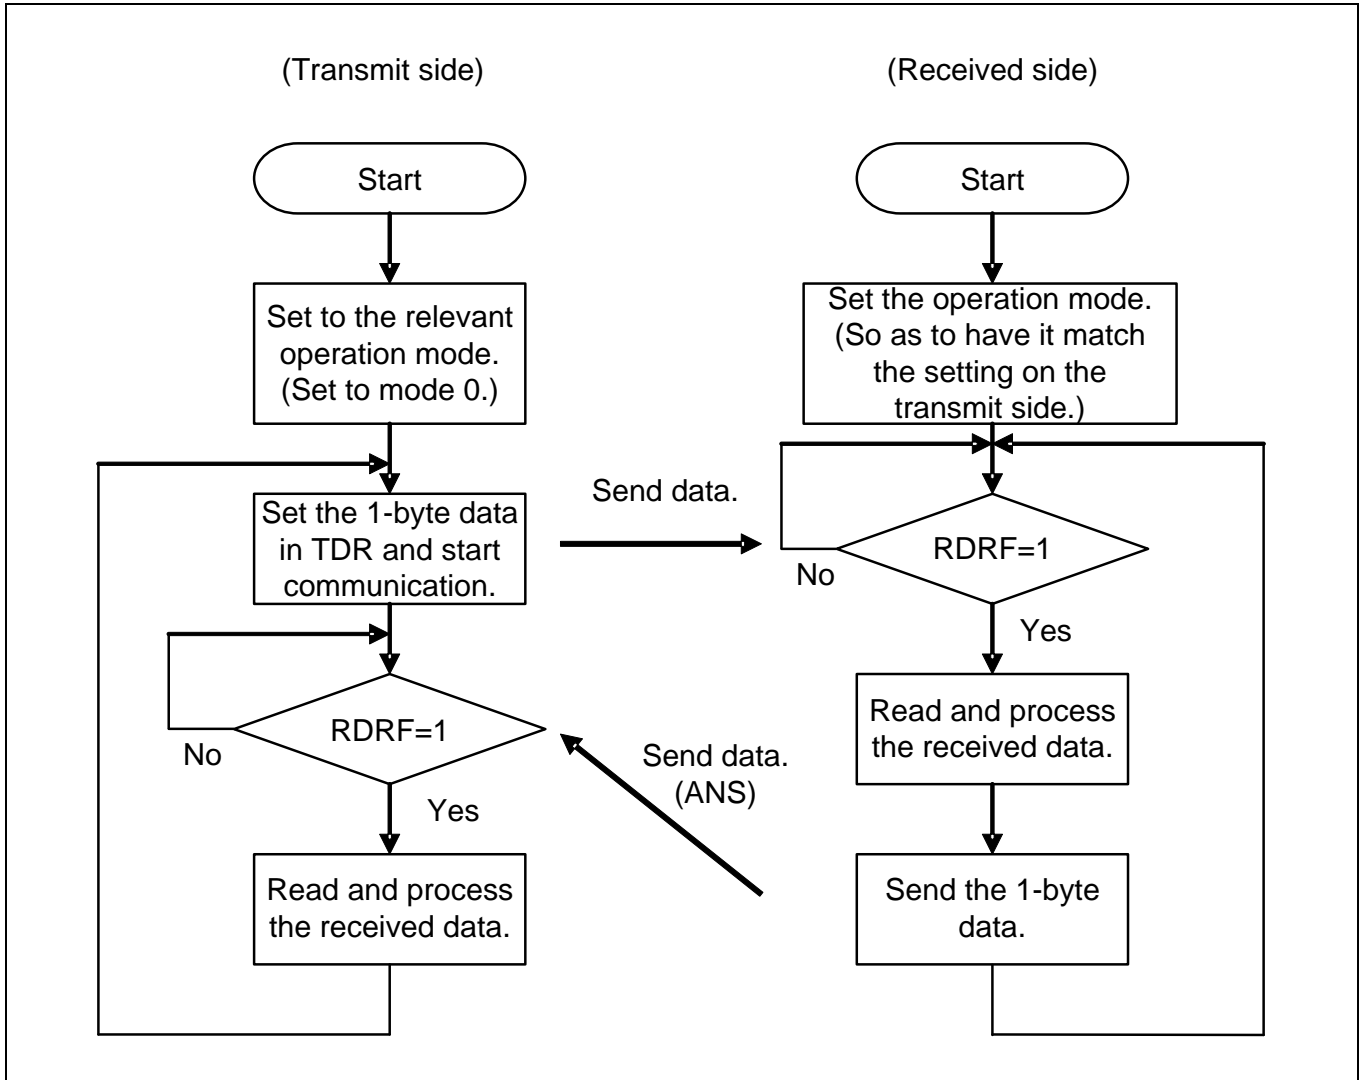 (Transmit side)
(Received side)
Start
Start
Set to the relevant
operation mode.
(Set to mode 0.)
Set the operation mode.
(So as to have it match
the setting on the
transmit side.)
Set the 1-byte data
in TDR and start
communication.
Send data.
RDRF=1
No
Yes
RDRF=1
No
Yes
Send data.
(ANS)
Read and process
the received data.
Read and process
the received data.
Send the 1-byte
data.